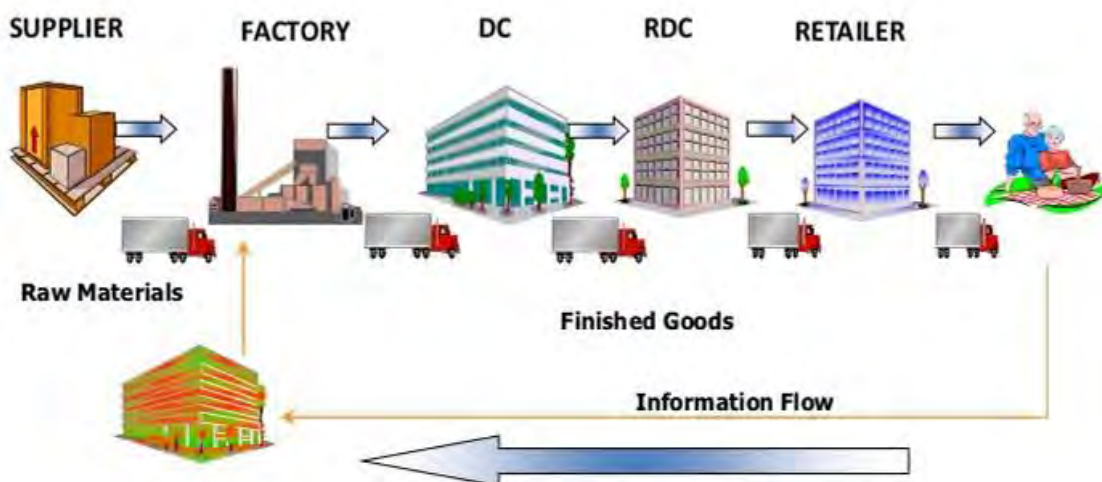 SUPPLIER
FACTORY
DC
RDC
RETAILER
Raw Materials
Finished Goods
Information Flow